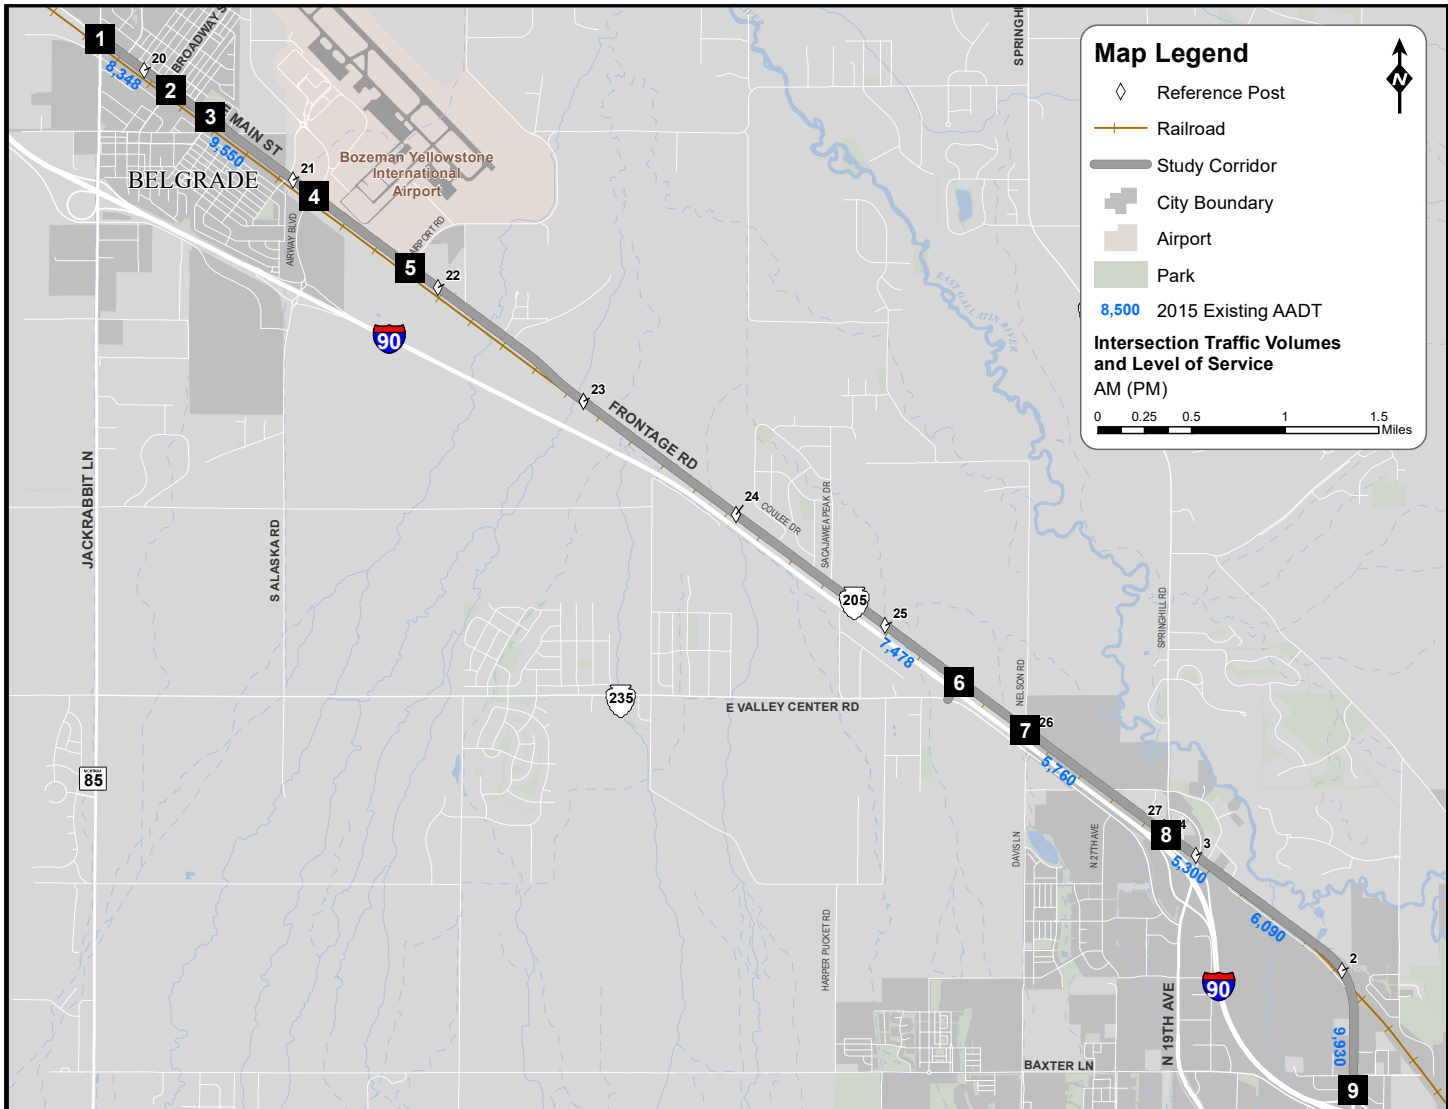 1
20
BROADWAY S
8,348
2
3
E MAIN ST
9,550
BELGRADE
21
4
Bozeman Yellowstone
International
Airport
AIRWAY BLVD
AIRPORT RD
5
22
90
23
FRONTAGE RD
24
COULEE DR
SACAJAWEA PEAK DR
JACKRABBIT LN
S ALASKA RD
205
25
7,478
6
235
E VALLEY CENTER RD
NELSON RD
7
26
5,760
MONTANA
85
SPRINGHILL RD
EAST GALLATIN RIVER
RIVER
SPRINGHI
27
8
4
3
5,300
6,090
2
DAVIS LN
N 27TH AVE
HARPER PUCKET RD
N 19TH AVE
90
BAXTER LN
9,930
9
Map Legend
N
Reference Post
Railroad
Study Corridor
City Boundary
Airport
Park
8,500 2015 Existing AADT
Intersection Traffic Volumes
and Level of Service
AM (PM)
0 0.25 0.5 1 1.5
Miles